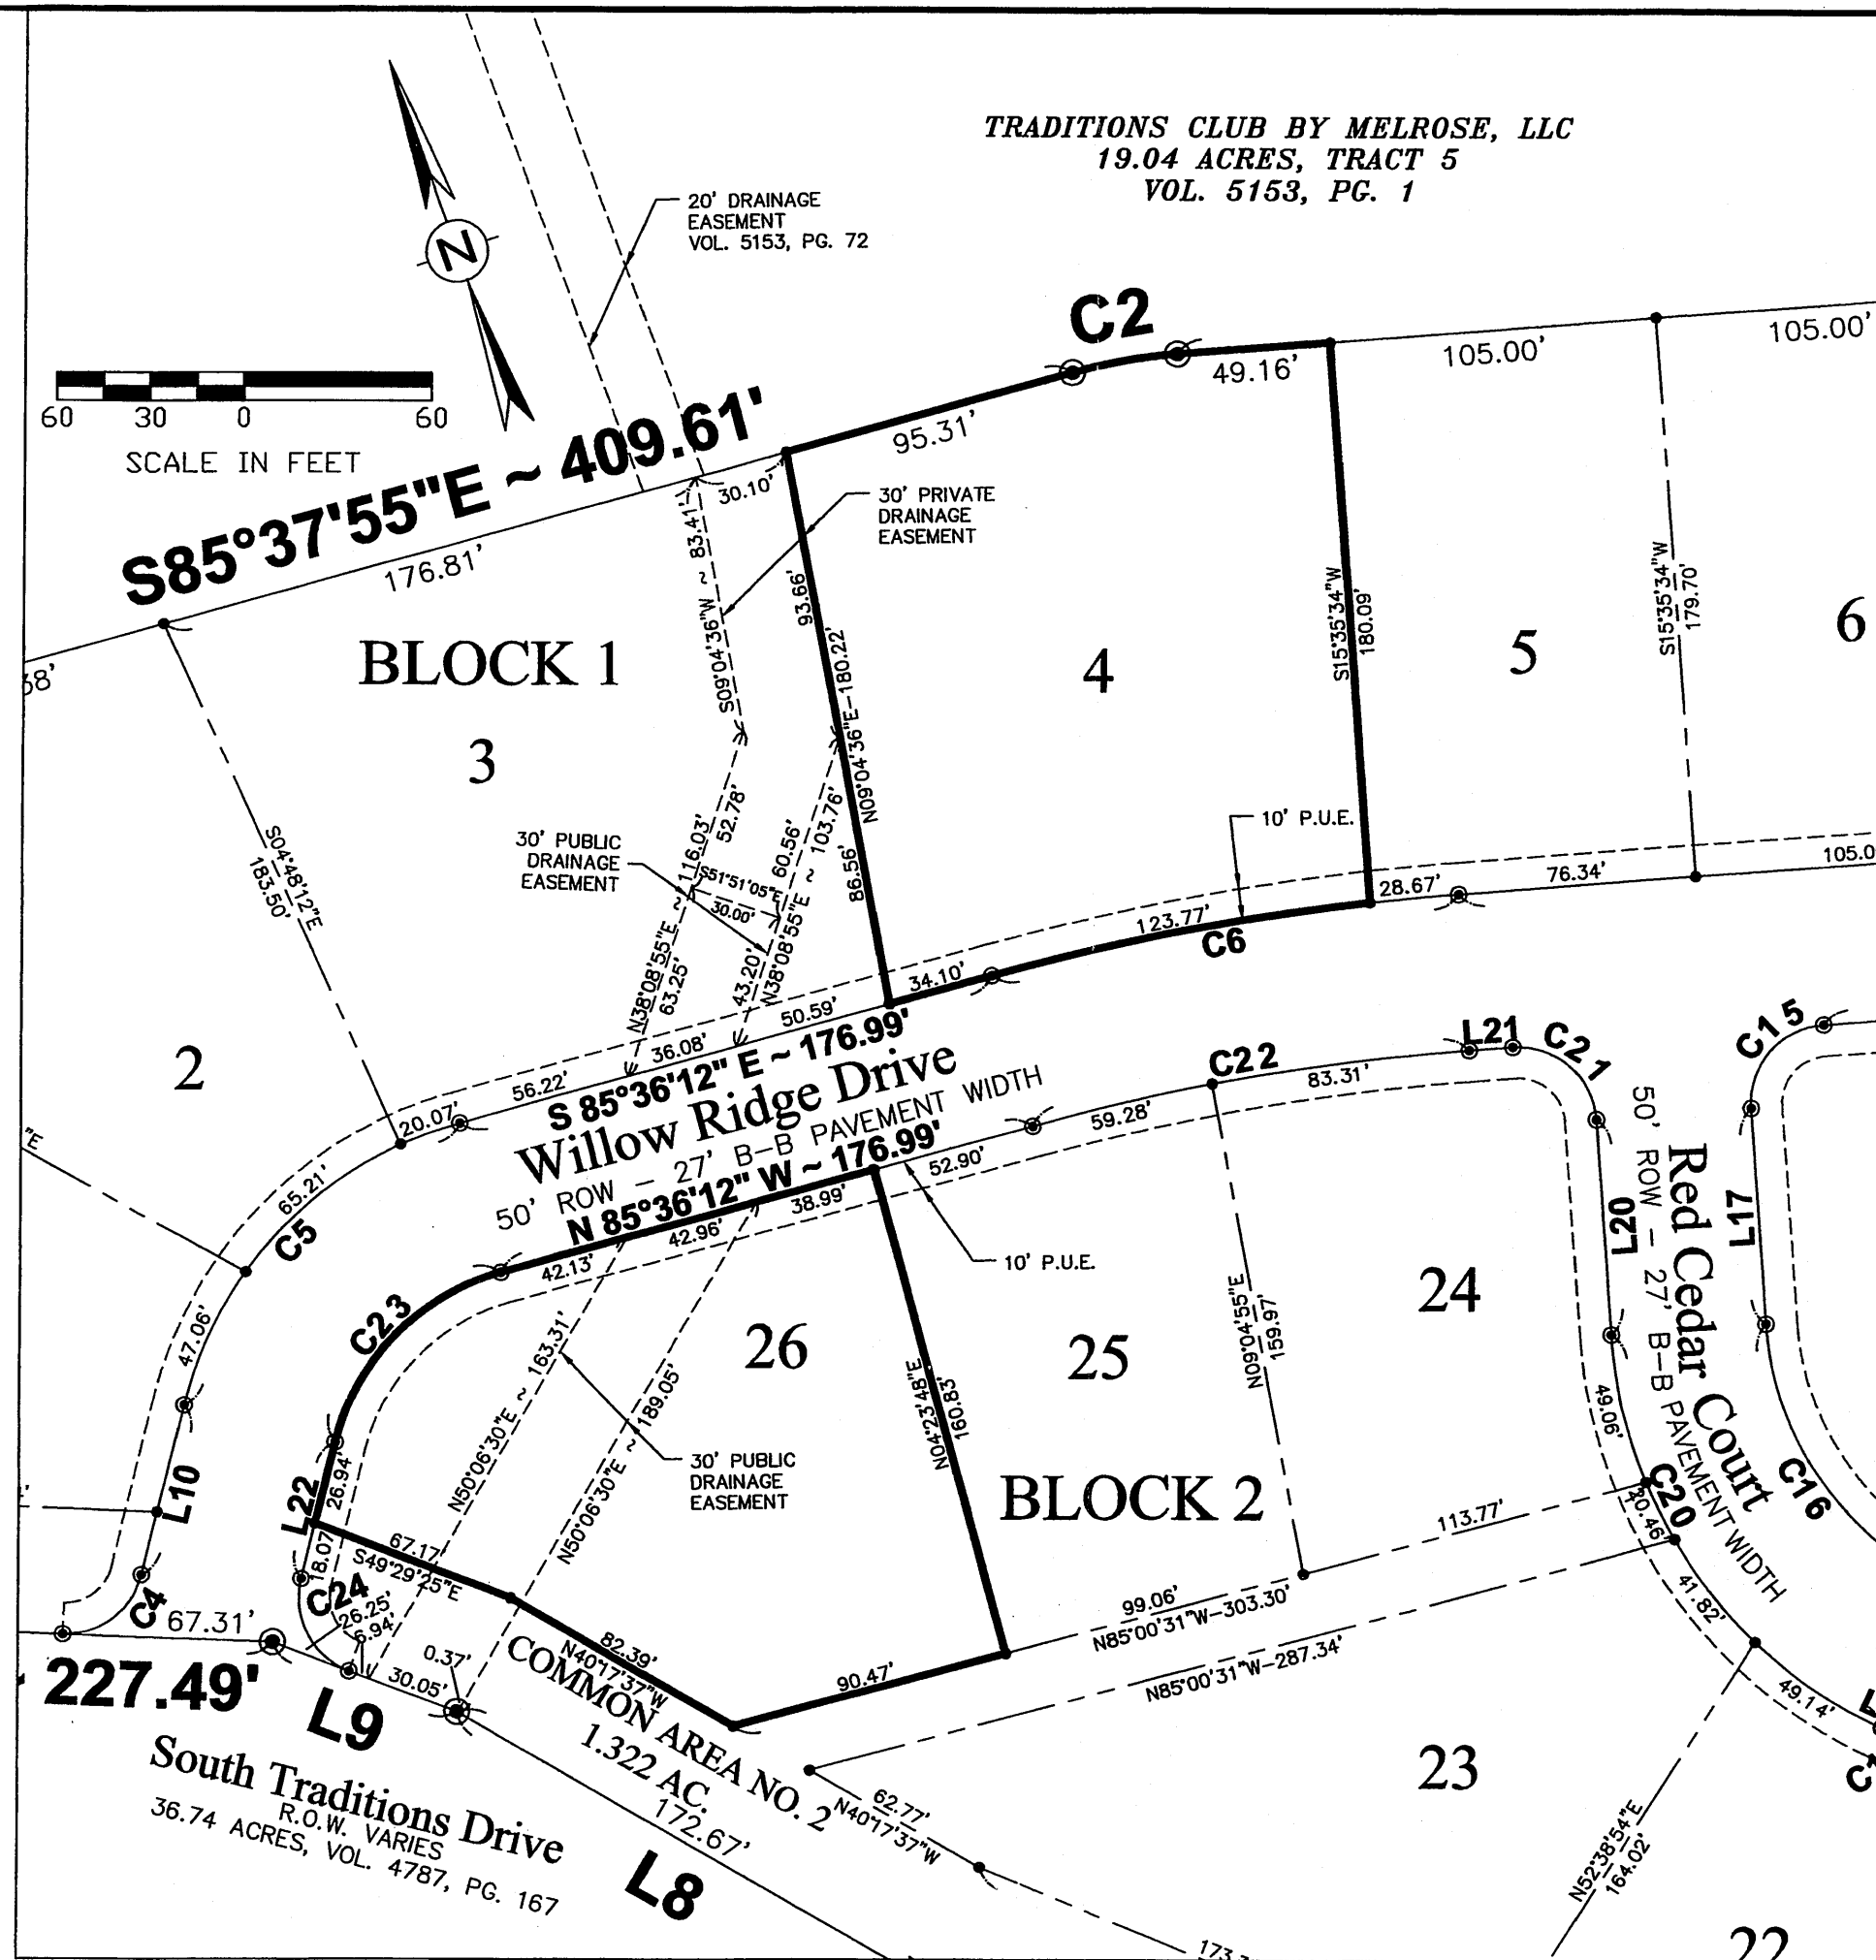 TRADITIONS CLUB BY MELROSE, LLC
19.04 ACRES, TRACT 5
VOL. 5153, PG. 1
20' DRAINAGE
EASEMENT
VOL. 5153, PG. 72
N
60 30 0 60
SCALE IN FEET
S85°37'55"E ~ 409.61'
C2
95.31'
49.16'
105.00'
105.00'
30.10'
176.81'
30' PRIVATE
DRAINAGE
EASEMENT
S09°04'36"W ~ 83.41'
93.66'
N09°04'36"E-180.22'
86.56'
S15°35'34"W
180.09'
S15°35'34"W
179.70'
BLOCK 1
3
4
5
6
2
S04°48'12"E
183.50'
30' PUBLIC
DRAINAGE
EASEMENT
N38°08'55"E ~ 116.03'
52.78'
63.25'
S51°51'05"E
30.00'
60.56'
43.20'
N38°08'55"E ~ 103.76'
10' P.U.E.
28.67'
76.34'
123.77'
C6
34.10'
50.59'
36.08'
56.22'
20.07'
S 85°36'12" E ~ 176.99'
Willow Ridge Drive
50' ROW - 27' B-B PAVEMENT WIDTH
N 85°36'12" W ~ 176.99'
65.21'
C5
47.06'
L10
C4
67.31'
227.49'
C23
42.13'
42.96'
38.99'
52.90'
59.28'
C22
83.31'
L21
C21
C15
10' P.U.E.
L20
L17
50' ROW - 27' B-B PAVEMENT WIDTH
Red Cedar Court
49.06'
C20
20.46'
C16
41.82'
49.14'
26
25
24
N50°06'30"E ~ 163.31'
N50°06'30"E ~ 189.05'
30' PUBLIC
DRAINAGE
EASEMENT
N04°23'48"E
160.83'
N09°04'55"E
159.97'
BLOCK 2
L22
26.94'
18.07'
C24
26.25'
6.94'
67.17'
S49°29'25"E
0.37'
30.05'
L9
82.39'
N40°17'37"W
COMMON AREA NO. 2
1.322 AC.
172.67'
L8
90.47'
99.06'
113.77'
N85°00'31"W-303.30'
N85°00'31"W-287.34'
62.77'
N40°17'37"W
23
N52°38'54"E
164.02'
22
South Traditions Drive
R.O.W. VARIES
36.74 ACRES, VOL. 4787, PG. 167